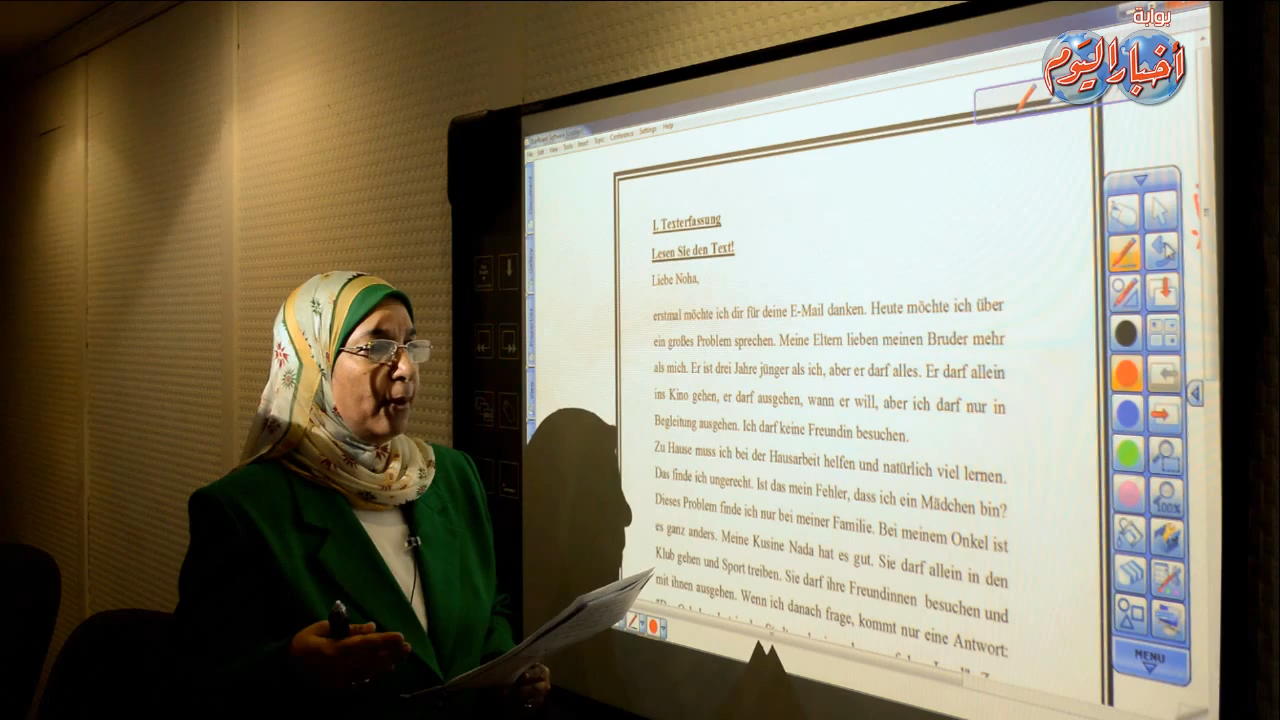 بوابة
أخبار اليوم
Tools Insert Topic Conference Settings Help
I. Texterfassung
Lesen Sie den Text!
Liebe Noha,
erstmal möchte ich dir für deine E-Mail danken. Heute möchte ich über
ein großes Problem sprechen. Meine Eltern lieben meinen Bruder mehr
als mich. Er ist drei Jahre jünger als ich, aber er darf alles. Er darf allein
ins Kino gehen, er darf ausgehen, wann er will, aber ich darf nur in
Begleitung ausgehen. Ich darf keine Freundin besuchen.
Zu Hause muss ich bei der Hausarbeit helfen und natürlich viel lernen.
Das finde ich ungerecht. Ist das mein Fehler, dass ich ein Mädchen bin?
Dieses Problem finde ich nur bei meiner Familie. Bei meinem Onkel ist
es ganz anders. Meine Kusine Nada hat es gut. Sie darf allein in den
Klub gehen und Sport treiben. Sie darf ihre Freundinnen besuchen und
mit ihnen ausgehen. Wenn ich danach frage, kommt nur eine Antwort:
100%
MENU